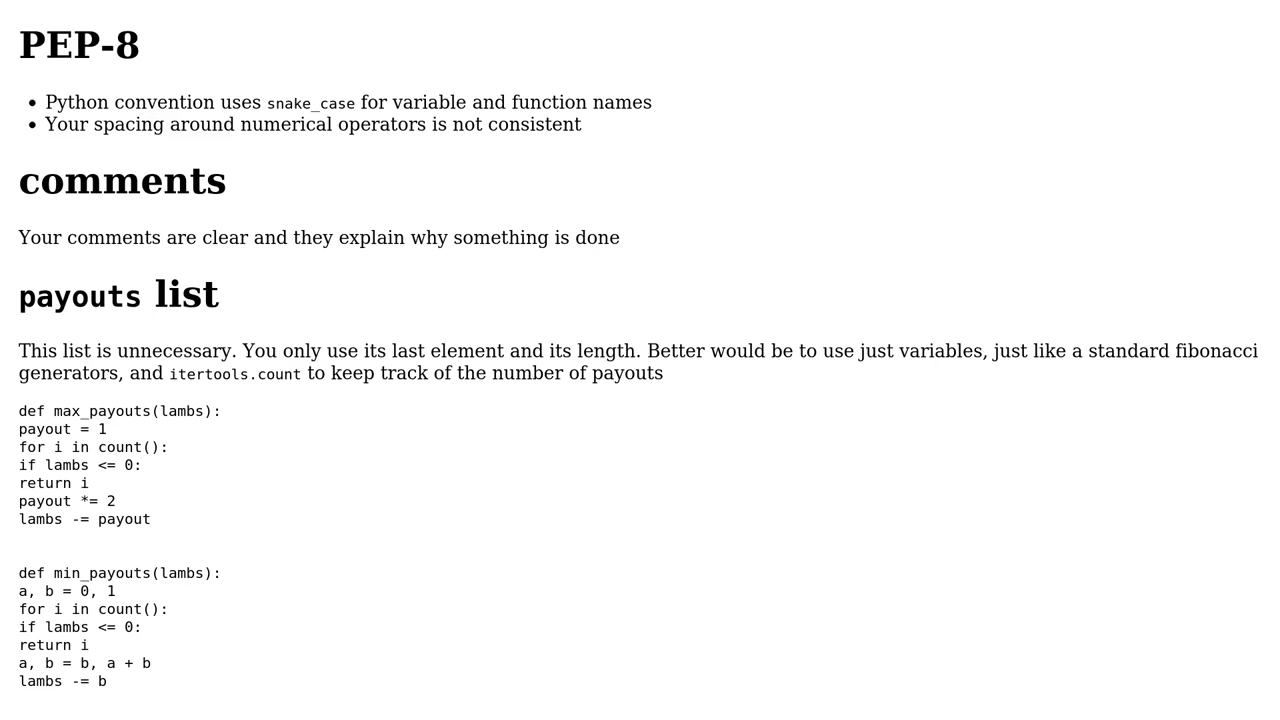 PEP-8
• Python convention uses snake_case for variable and function names
• Your spacing around numerical operators is not consistent
comments
Your comments are clear and they explain why something is done
payouts list
This list is unnecessary. You only use its last element and its length. Better would be to use just variables, just like a standard fibonacci
generators, and itertools.count to keep track of the number of payouts
def max_payouts(lambs):
payout = 1
for i in count():
if lambs <= 0:
return i
payout *= 2
lambs -= payout
def min_payouts(lambs):
a, b = 0, 1
for i in count():
if lambs <= 0:
return i
a, b = b, a + b
lambs -= b